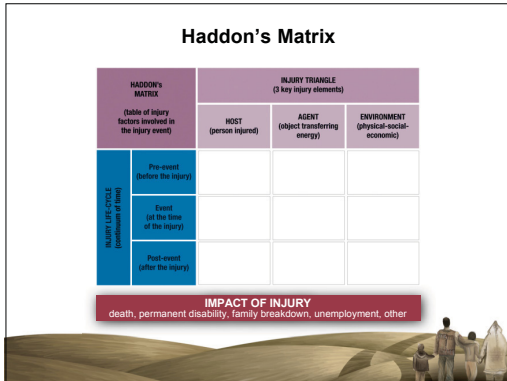 Haddon's Matrix
HADDON's
MATRIX
(table of injury
factors involved in
the injury event)
INJURY TRIANGLE
(3 key injury elements)
HOST
(person injured)
AGENT
(object transferring
energy)
ENVIRONMENT
(physical-social-
economic)
INJURY LIFE-CYCLE
(continuum of time)
Pre-event
(before the injury)
Event
(at the time
of the injury)
Post-event
(after the injury)
IMPACT OF INJURY
death, permanent disability, family breakdown, unemployment, other